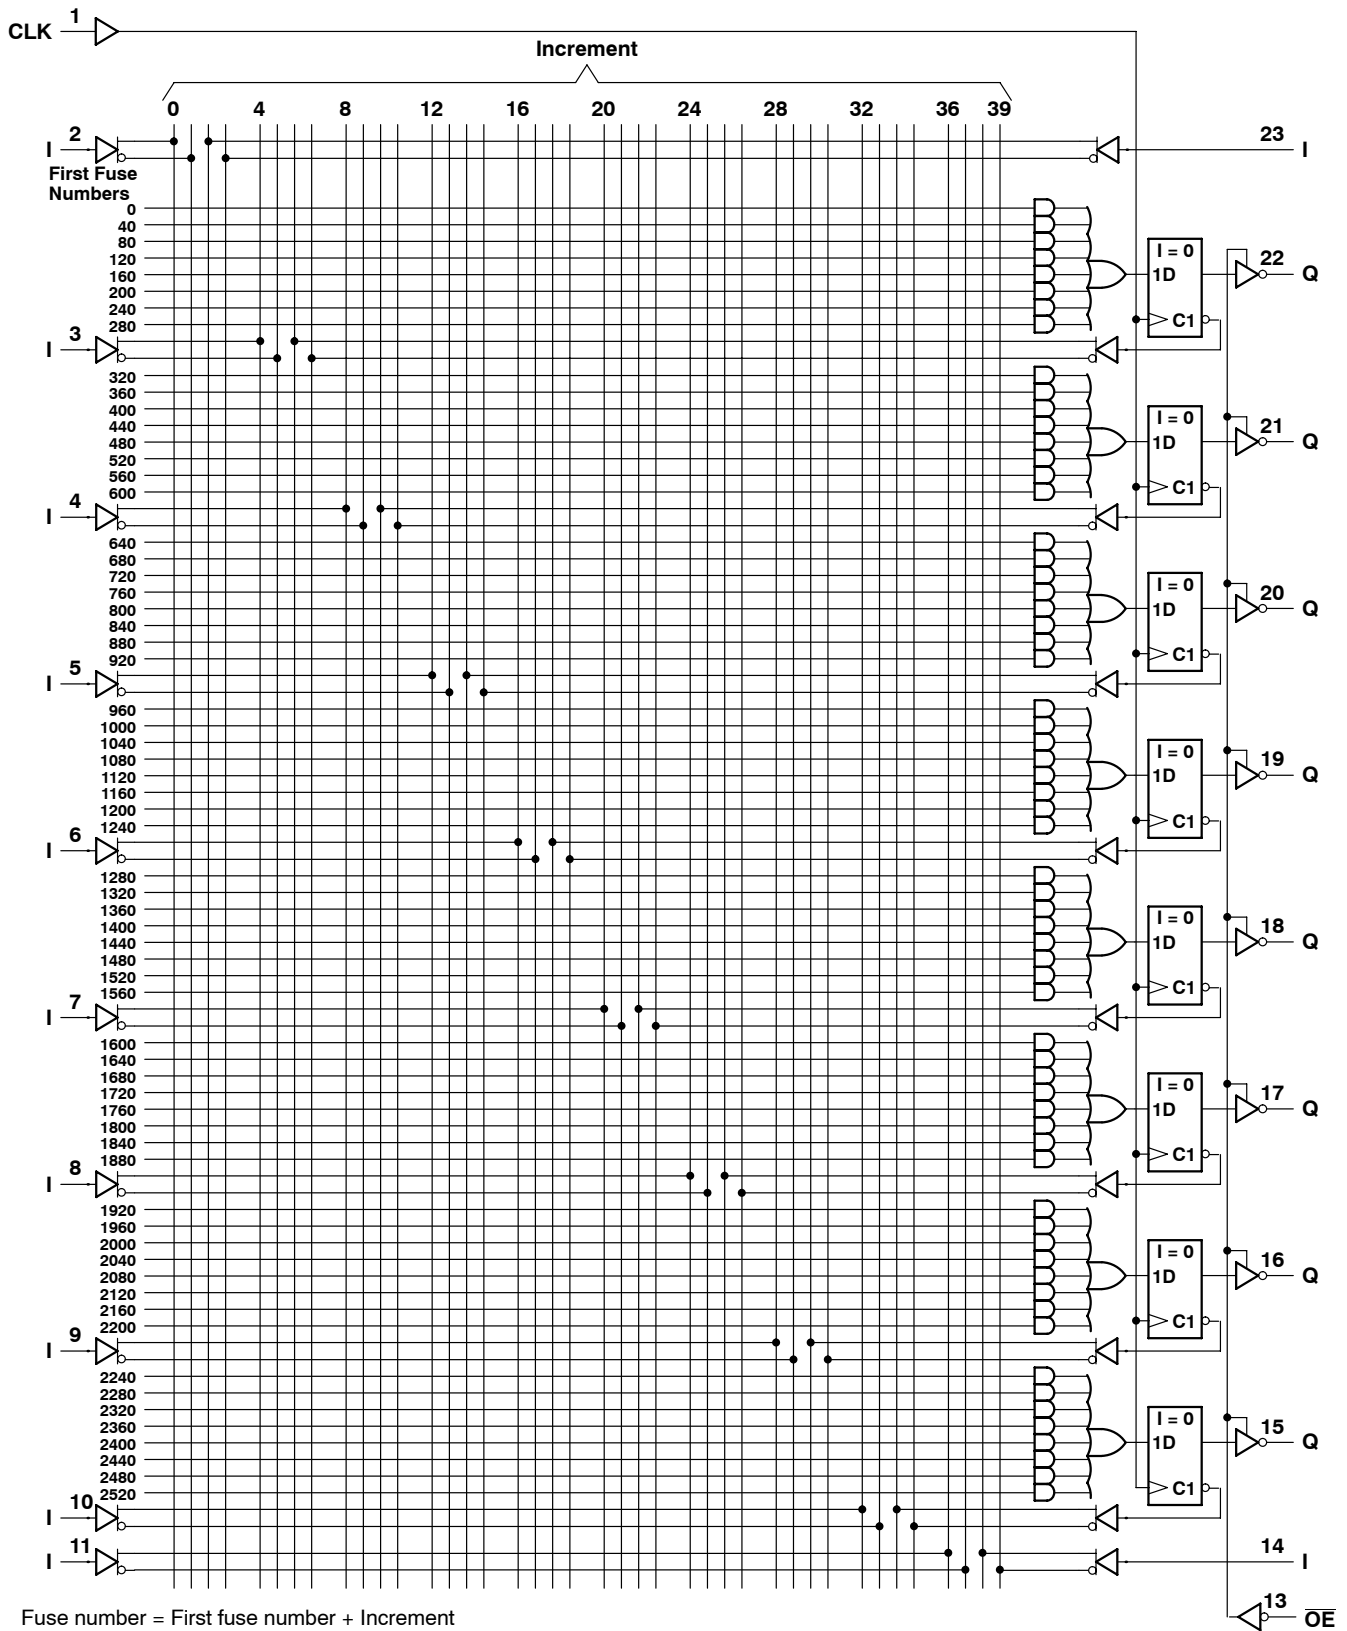 1
CLK
Increment
0 4 8 12 16 20 24 28 32 36 39
2 23
I I
First Fuse
Numbers
0
40
80 I = 0
120 22
160 1D Q
200
240
280 C1
3
I
320
360
400 I = 0
440 21
480 1D Q
520
560
600 C1
4
I
640
680
720 I = 0
760 20
800 1D Q
840
880
920 C1
5
I
960
1000
1040 I = 0
1080 19
1120 1D Q
1160
1200
1240 C1
6
I
1280
1320
1360 I = 0
1400 18
1440 1D Q
1480
1520
1560 C1
7
I
1600
1640
1680 I = 0
1720 17
1760 1D Q
1800
1840
1880 C1
8
I
1920
1960
2000 I = 0
2040 16
2080 1D Q
2120
2160
2200 C1
9
I
2240
2280
2320 I = 0
2360 15
2400 1D Q
2440
2480
2520 C1
10
I
11 14
I I
13
OE
Fuse number = First fuse number + Increment